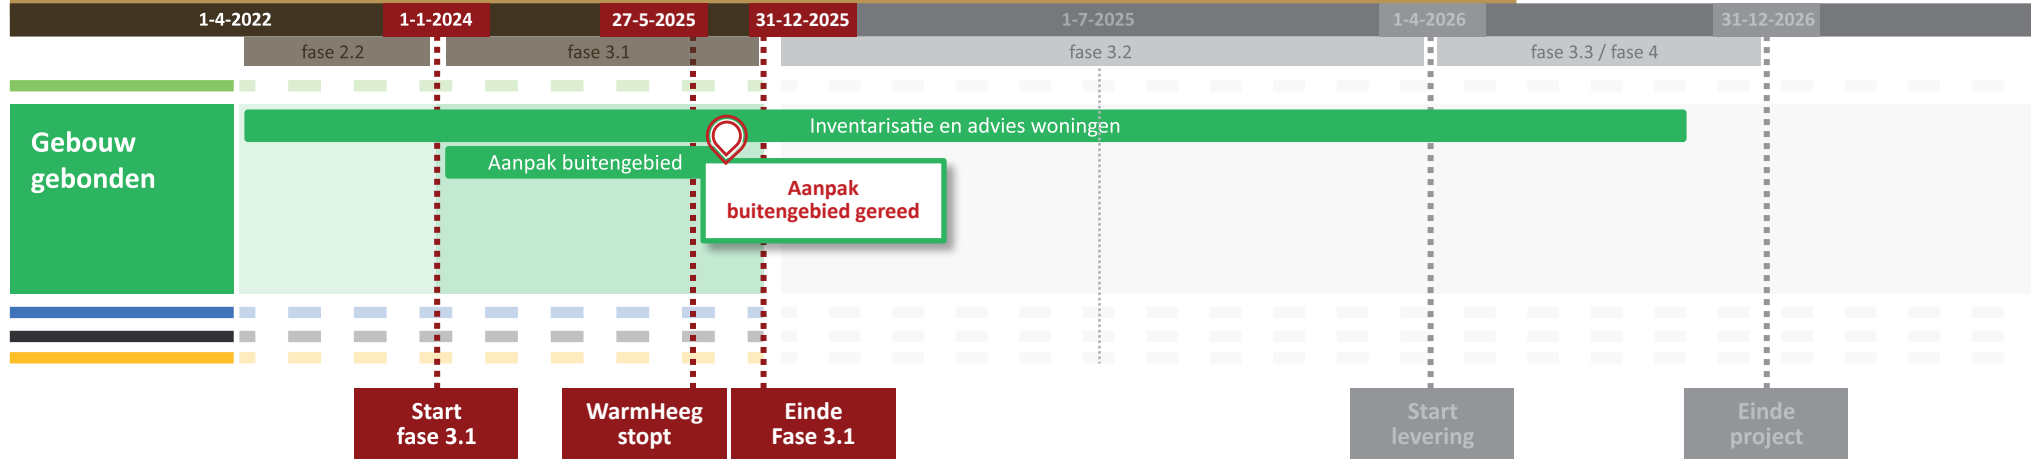 1-4-2022
1-1-2024
27-5-2025
31-12-2025
1-7-2025
1-4-2026
31-12-2026
fase 2.2
fase 3.1
fase 3.2
fase 3.3 / fase 4
Gebouw
gebonden
Inventarisatie en advies woningen
Aanpak buitengebied
Aanpak
buitengebied gereed
Start
fase 3.1
WarmHeeg
stopt
Einde
Fase 3.1
Start
levering
Einde
project